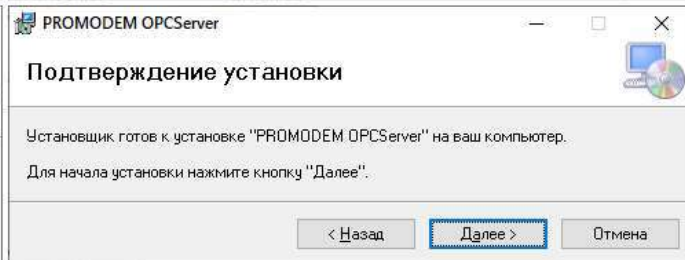 PROMODEM OPCServer
Подтверждение установки
Установщик готов к установке "PROMODEM OPCServer" на ваш компьютер.
Для начала установки нажмите кнопку "Далее".
< Назад
Далее >
Отмена